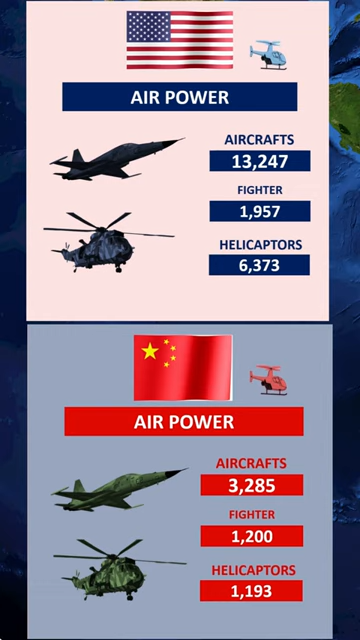 AIR POWER
AIRCRAFTS
13,247
FIGHTER
1,957
HELICAPTORS
6,373
AIR POWER
AIRCRAFTS
3,285
FIGHTER
1,200
HELICAPTORS
1,193